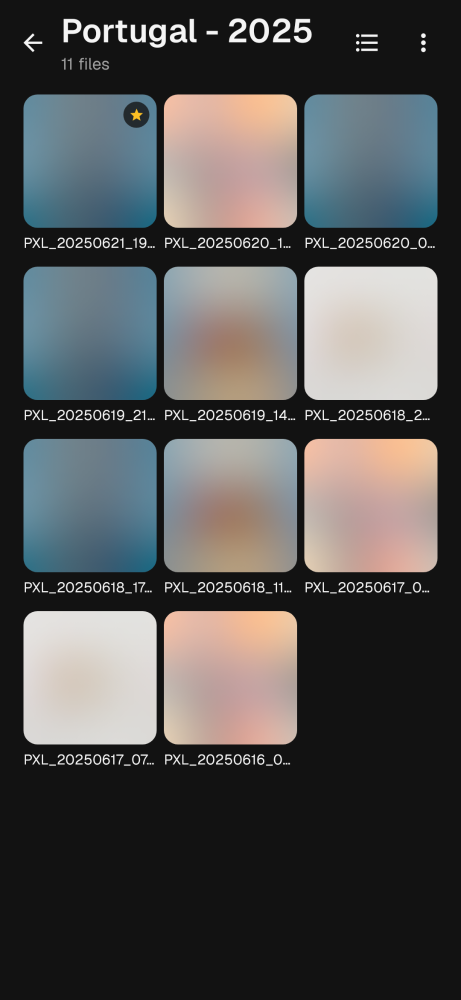 Portugal - 2025
11 files
PXL_20250621_19...
PXL_20250620_1...
PXL_20250620_0...
PXL_20250619_21...
PXL_20250619_14...
PXL_20250618_2...
PXL_20250618_17...
PXL_20250618_11...
PXL_20250617_0...
PXL_20250617_07...
PXL_20250616_0...